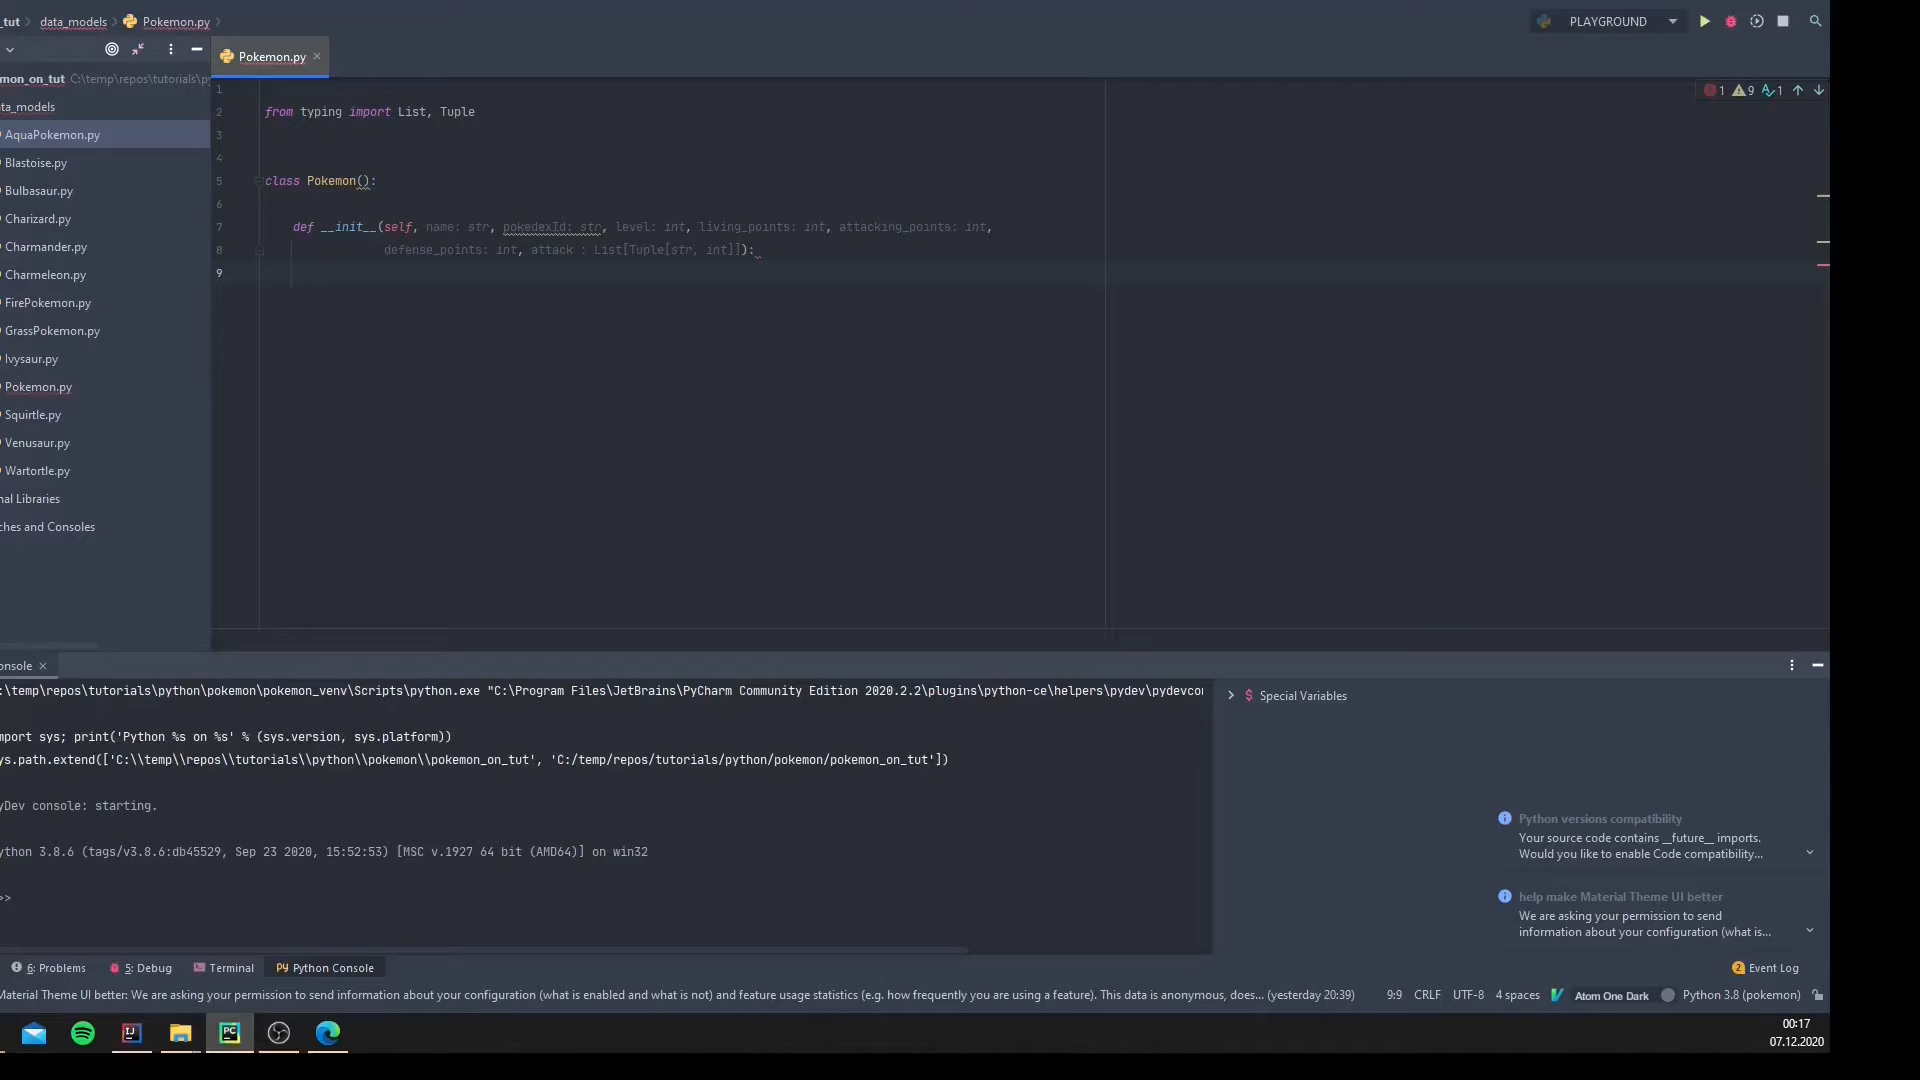 _tut
data_models
Pokemon.py
PLAYGROUND
Pokemon.py
mon_on_tut C:\temp\repos\tutorials\py
ta_models
AquaPokemon.py
Blastoise.py
Bulbasaur.py
Charizard.py
Charmander.py
Charmeleon.py
FirePokemon.py
GrassPokemon.py
Ivysaur.py
Pokemon.py
Squirtle.py
Venusaur.py
Wartortle.py
nal Libraries
ches and Consoles
1
2 from typing import List, Tuple
3
4
5 class Pokemon():
6
7 def __init__(self, name: str, pokedexId: str, level: int, living_points: int, attacking_points: int,
8 defense_points: int, attack : List[Tuple[str, int]]):
9
1 9 1
onsole
:\temp\repos\tutorials\python\pokemon\pokemon_venv\Scripts\python.exe "C:\Program Files\JetBrains\PyCharm Community Edition 2020.2.2\plugins\python-ce\helpers\pydev\pydevcon
mport sys; print('Python %s on %s' % (sys.version, sys.platform))
ys.path.extend(['C:\\temp\\repos\\tutorials\\python\\pokemon\\pokemon_on_tut', 'C:/temp/repos/tutorials/python/pokemon/pokemon_on_tut'])
yDev console: starting.
ython 3.8.6 (tags/v3.8.6:db45529, Sep 23 2020, 15:52:53) [MSC v.1927 64 bit (AMD64)] on win32
>>
Special Variables
Python versions compatibility
Your source code contains __future__ imports.
Would you like to enable Code compatibility...
help make Material Theme UI better
We are asking your permission to send
information about your configuration (what is...
6: Problems
5: Debug
Terminal
Python Console
2 Event Log
Material Theme UI better: We are asking your permission to send information about your configuration (what is enabled and what is not) and feature usage statistics (e.g. how frequently you are using a feature). This data is anonymous, does... (yesterday 20:39)
9:9 CRLF UTF-8 4 spaces Atom One Dark Python 3.8 (pokemon)
IJ
PC
00:17
07.12.2020